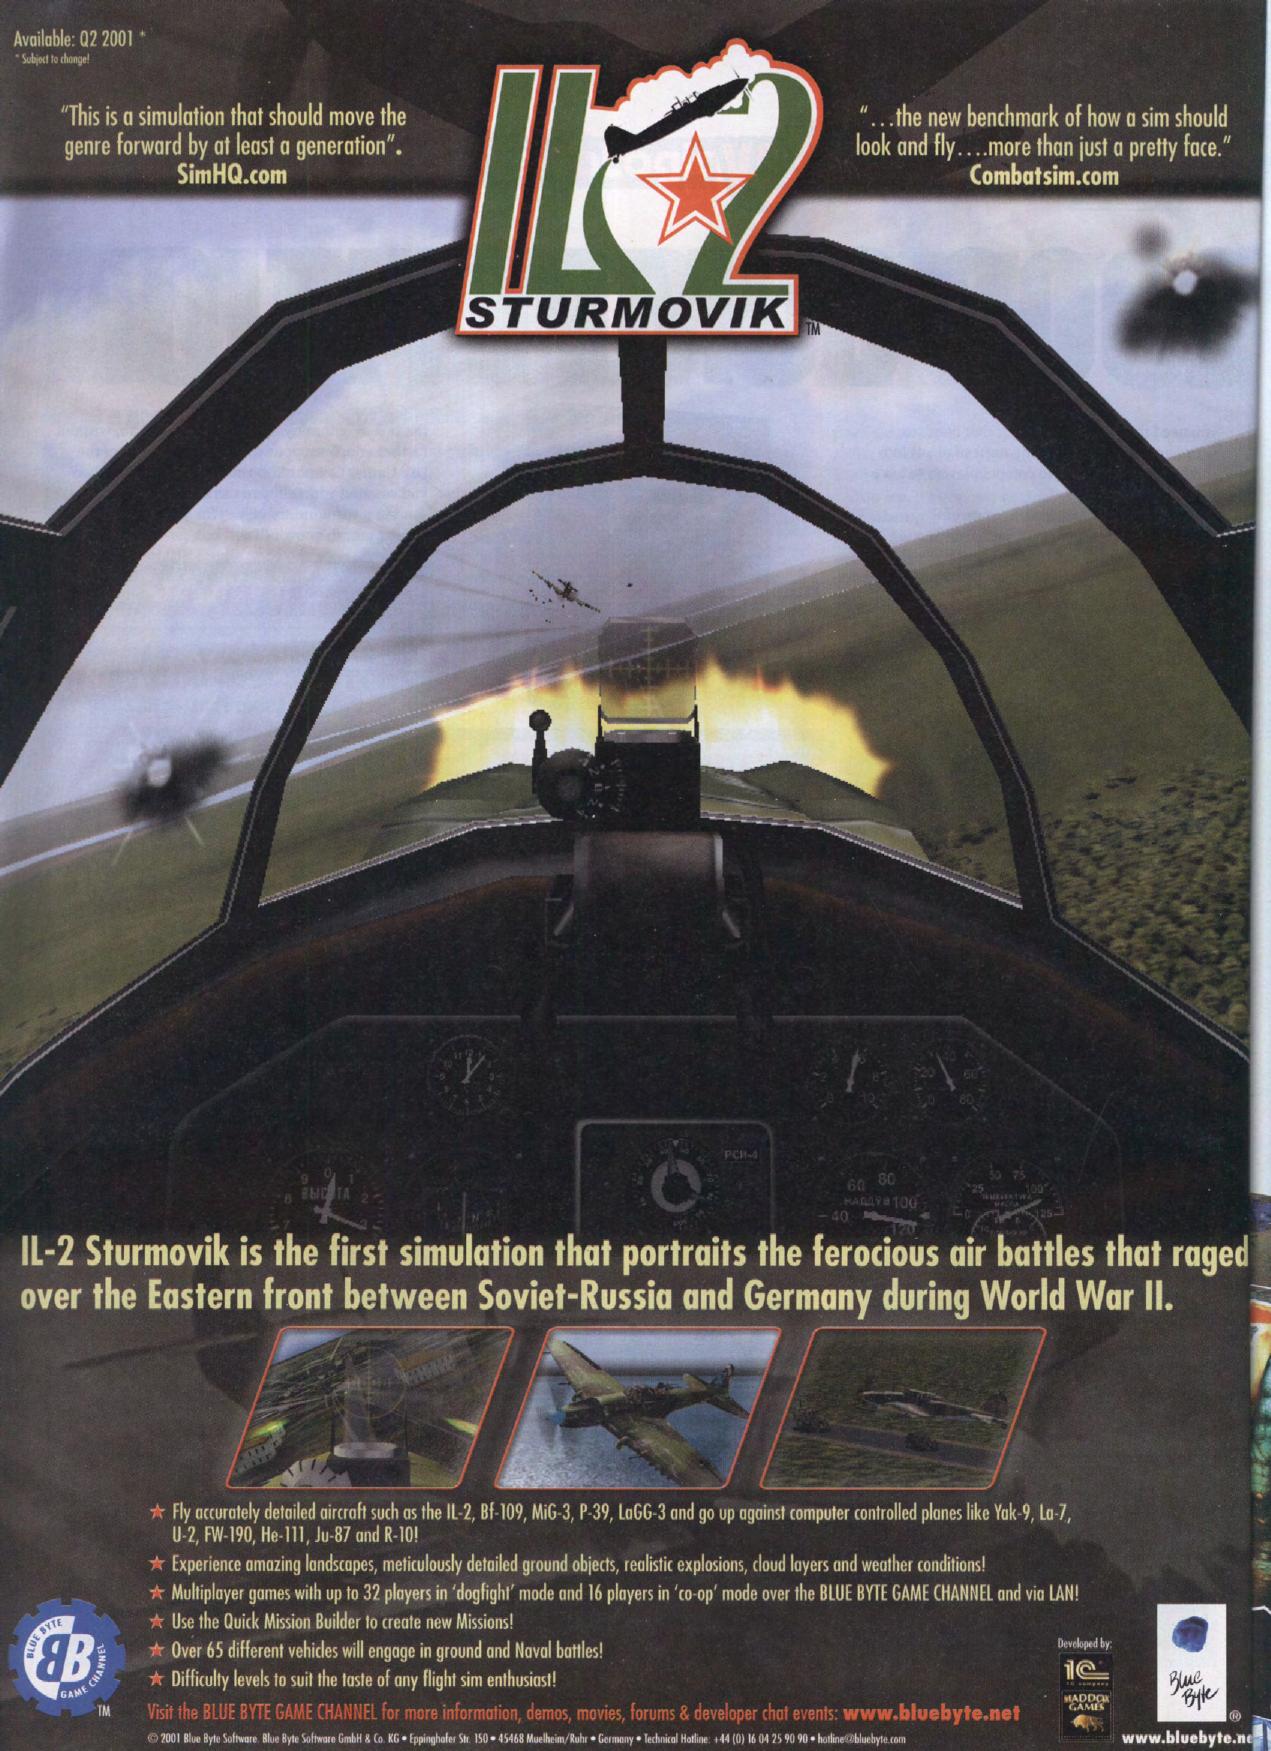 Available: Q2 2001 *
* Subject to change!
"This is a simulation that should move the
genre forward by at least a generation".
SimHQ.com
IL 2
STURMOVIK
TM
"...the new benchmark of how a sim should
look and fly....more than just a pretty face."
Combatsim.com
РСИ-4
ВЫСОТА
НАДДУВ
IL-2 Sturmovik is the first simulation that portraits the ferocious air battles that raged
over the Eastern front between Soviet-Russia and Germany during World War II.
★ Fly accurately detailed aircraft such as the IL-2, Bf-109, MiG-3, P-39, LaGG-3 and go up against computer controlled planes like Yak-9, La-7,
U-2, FW-190, He-111, Ju-87 and R-10!
★ Experience amazing landscapes, meticulously detailed ground objects, realistic explosions, cloud layers and weather conditions!
★ Multiplayer games with up to 32 players in 'dogfight' mode and 16 players in 'co-op' mode over the BLUE BYTE GAME CHANNEL and via LAN!
★ Use the Quick Mission Builder to create new Missions!
★ Over 65 different vehicles will engage in ground and Naval battles!
★ Difficulty levels to suit the taste of any flight sim enthusiast!
BLUE BYTE
BB
GAME CHANNEL
TM
Visit the BLUE BYTE GAME CHANNEL for more information, demos, movies, forums & developer chat events: www.bluebyte.net
© 2001 Blue Byte Software. Blue Byte Software GmbH & Co. KG • Eppinghofer Str. 150 • 45468 Muelheim/Ruhr • Germany • Technical Hotline: +44 (0) 16 04 25 90 90 • hotline@bluebyte.com
Developed by:
1C
1C company
MADDOX
GAMES
Blue
Byte
®
www.bluebyte.ne